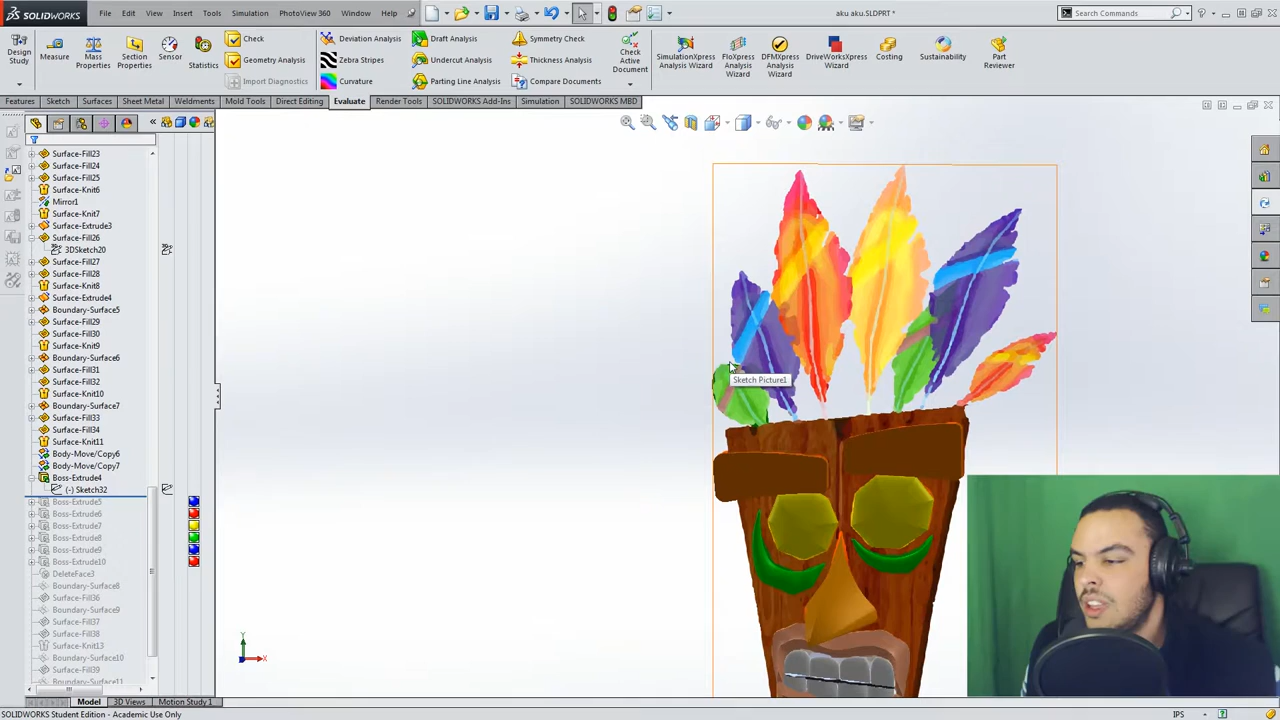 SOLIDWORKS File Edit View Insert Tools Simulation PhotoView 360 Window Help aku aku.SLDPRT * Search Commands
Design Study Measure Mass Properties Section Properties Sensor Statistics Check Geometry Analysis Import Diagnostics Deviation Analysis Zebra Stripes Curvature Draft Analysis Undercut Analysis Parting Line Analysis Symmetry Check Thickness Analysis Compare Documents Check Active Document SimulationXpress Analysis Wizard FloXpress Analysis Wizard DFMXpress Analysis Wizard DriveWorksXpress Wizard Costing Sustainability Part Reviewer
Features Sketch Surfaces Sheet Metal Weldments Mold Tools Direct Editing Evaluate Render Tools SOLIDWORKS Add-Ins Simulation SOLIDWORKS MBD
Surface-Fill23
Surface-Fill24
Surface-Fill25
Surface-Knit6
Mirror1
Surface-Knit7
Surface-Extrude3
Surface-Fill26
3DSketch20
Surface-Fill27
Surface-Fill28
Surface-Knit8
Surface-Extrude4
Boundary-Surface5
Surface-Fill29
Surface-Fill30
Surface-Knit9
Boundary-Surface6
Surface-Fill31
Surface-Fill32
Surface-Knit10
Boundary-Surface7
Surface-Fill33
Surface-Fill34
Surface-Knit11
Body-Move/Copy6
Body-Move/Copy7
Boss-Extrude4
(-) Sketch32
Boss-Extrude5
Boss-Extrude6
Boss-Extrude7
Boss-Extrude8
Boss-Extrude9
Boss-Extrude10
DeleteFace3
Boundary-Surface8
Surface-Fill36
Boundary-Surface9
Surface-Fill37
Surface-Fill38
Surface-Knit13
Boundary-Surface10
Surface-Fill39
Boundary-Surface11
Sketch Picture1
Y
X
Model 3D Views Motion Study 1
SOLIDWORKS Student Edition - Academic Use Only IPS